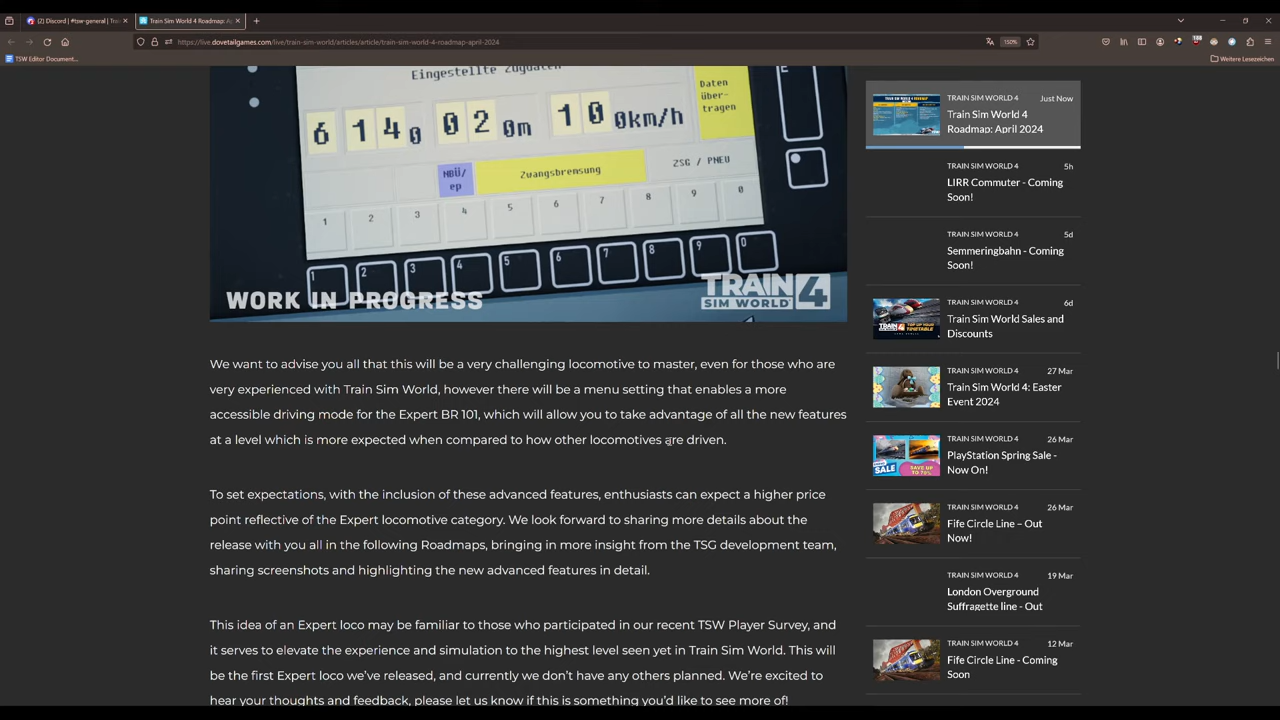 (2) Discord | #tsw-general | Tra
Train Sim World 4 Roadmap: Ap
https://live.dovetailgames.com/live/train-sim-world/articles/article/train-sim-world-4-roadmap-april-2024
150%
TSW Editor Document...
Weitere Lesezeichen
Eingestellte Zugdaten
6 1 4 0 0 2 0m 1 0 0km/h
Daten
über-
tragen
E
NBÜ/
ep
Zwangsbremsung
ZSG / PNEU
1 2 3 4 5 6 7 8 9 0
1 2 3 4 5 6 7 8 9 0
WORK IN PROGRESS
TRAIN
SIM WORLD 4
We want to advise you all that this will be a very challenging locomotive to master, even for those who are
very experienced with Train Sim World, however there will be a menu setting that enables a more
accessible driving mode for the Expert BR 101, which will allow you to take advantage of all the new features
at a level which is more expected when compared to how other locomotives are driven.
To set expectations, with the inclusion of these advanced features, enthusiasts can expect a higher price
point reflective of the Expert locomotive category. We look forward to sharing more details about the
release with you all in the following Roadmaps, bringing in more insight from the TSG development team,
sharing screenshots and highlighting the new advanced features in detail.
This idea of an Expert loco may be familiar to those who participated in our recent TSW Player Survey, and
it serves to elevate the experience and simulation to the highest level seen yet in Train Sim World. This will
be the first Expert loco we've released, and currently we don't have any others planned. We're excited to
hear your thoughts and feedback, please let us know if this is something you'd like to see more of!
TRAIN SIM WORLD 4 Just Now
Train Sim World 4
Roadmap: April 2024
TRAIN SIM WORLD 4 5h
LIRR Commuter - Coming
Soon!
TRAIN SIM WORLD 4 5d
Semmeringbahn - Coming
Soon!
TRAIN SIM WORLD 4 6d
Train Sim World Sales and
Discounts
TRAIN SIM WORLD 4 27 Mar
Train Sim World 4: Easter
Event 2024
TRAIN SIM WORLD 4 26 Mar
PlayStation Spring Sale -
Now On!
TRAIN SIM WORLD 4 26 Mar
Fife Circle Line – Out
Now!
TRAIN SIM WORLD 4 19 Mar
London Overground
Suffragette line - Out
TRAIN SIM WORLD 4 12 Mar
Fife Circle Line - Coming
Soon